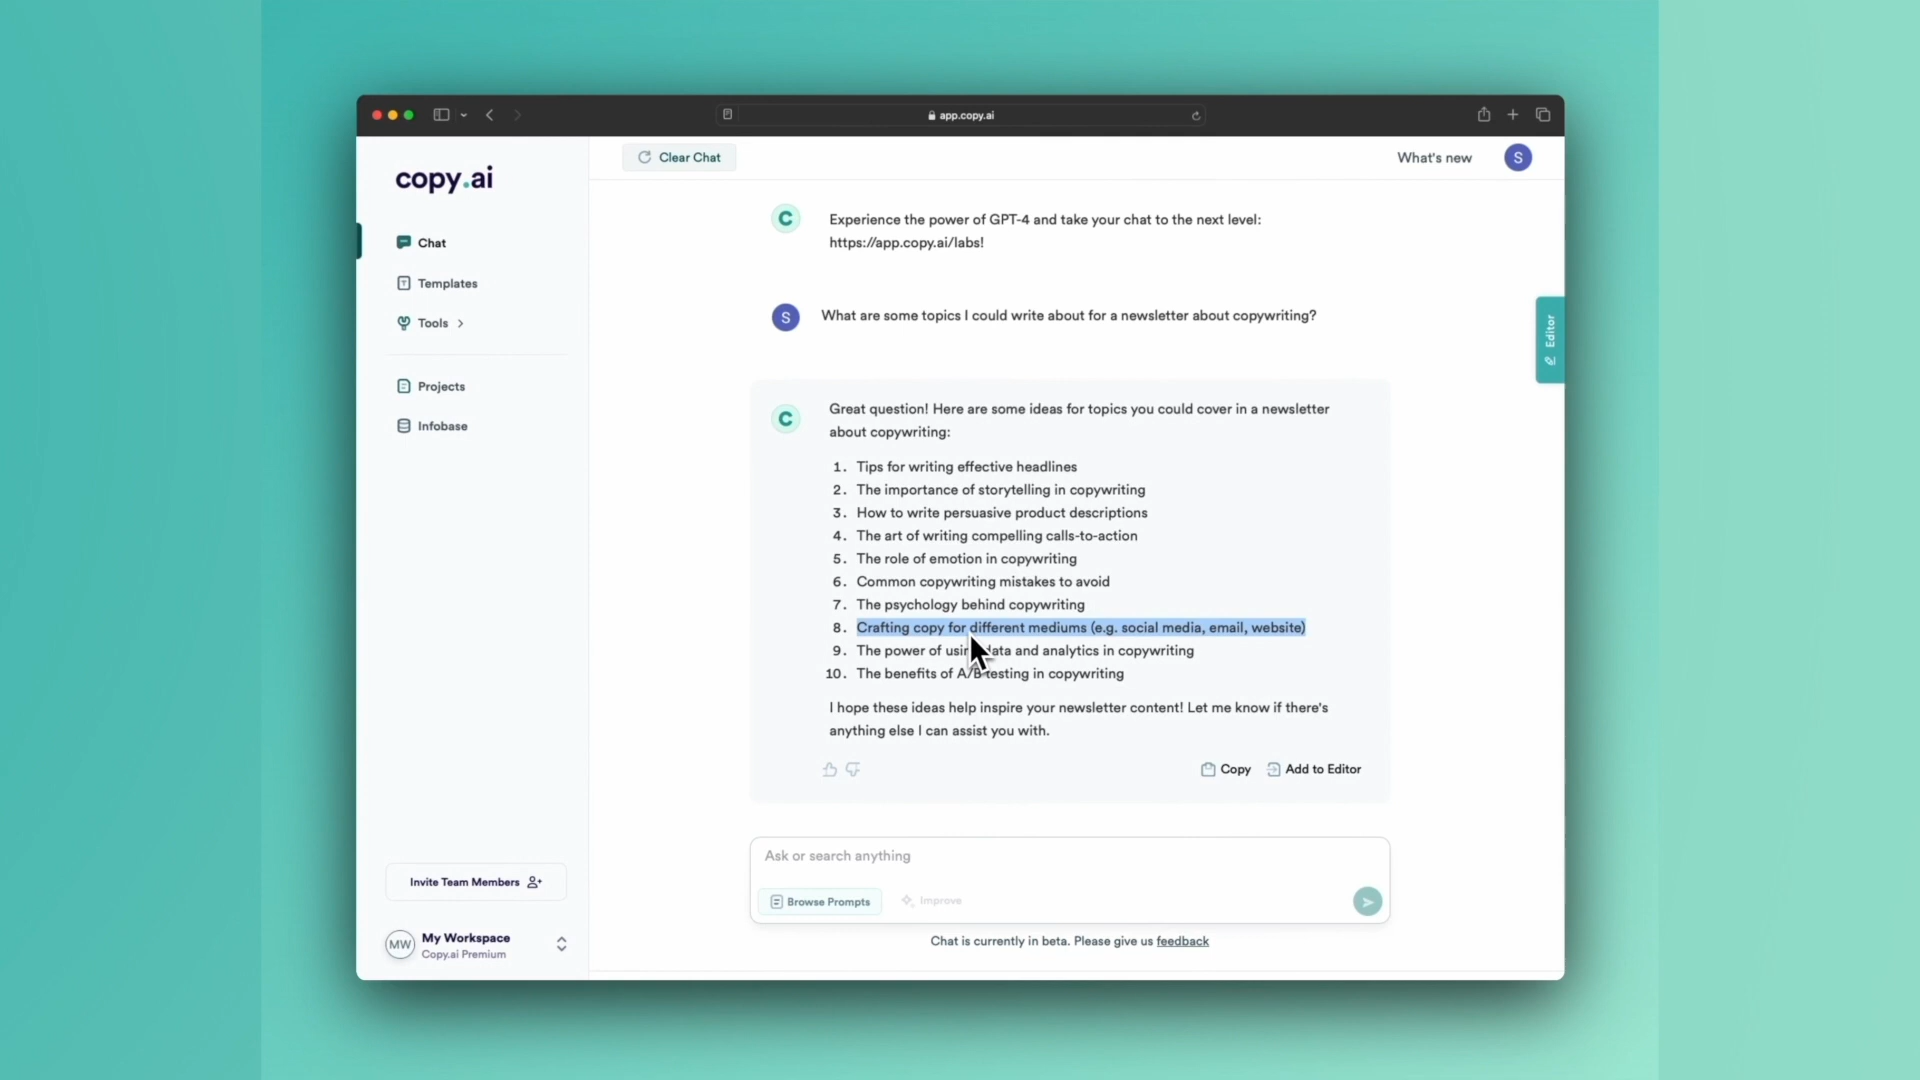 app.copy.ai
copy.ai
Clear Chat
What's new
S
Chat
Templates
Tools
Projects
Infobase
C
Experience the power of GPT-4 and take your chat to the next level:
https://app.copy.ai/labs!
S
What are some topics I could write about for a newsletter about copywriting?
Editor
C
Great question! Here are some ideas for topics you could cover in a newsletter
about copywriting:
1. Tips for writing effective headlines
2. The importance of storytelling in copywriting
3. How to write persuasive product descriptions
4. The art of writing compelling calls-to-action
5. The role of emotion in copywriting
6. Common copywriting mistakes to avoid
7. The psychology behind copywriting
8. Crafting copy for different mediums (e.g. social media, email, website)
9. The power of using data and analytics in copywriting
10. The benefits of A/B testing in copywriting
I hope these ideas help inspire your newsletter content! Let me know if there's
anything else I can assist you with.
Copy
Add to Editor
Ask or search anything
Browse Prompts
Improve
Chat is currently in beta. Please give us feedback
Invite Team Members
MW
My Workspace
Copy.ai Premium